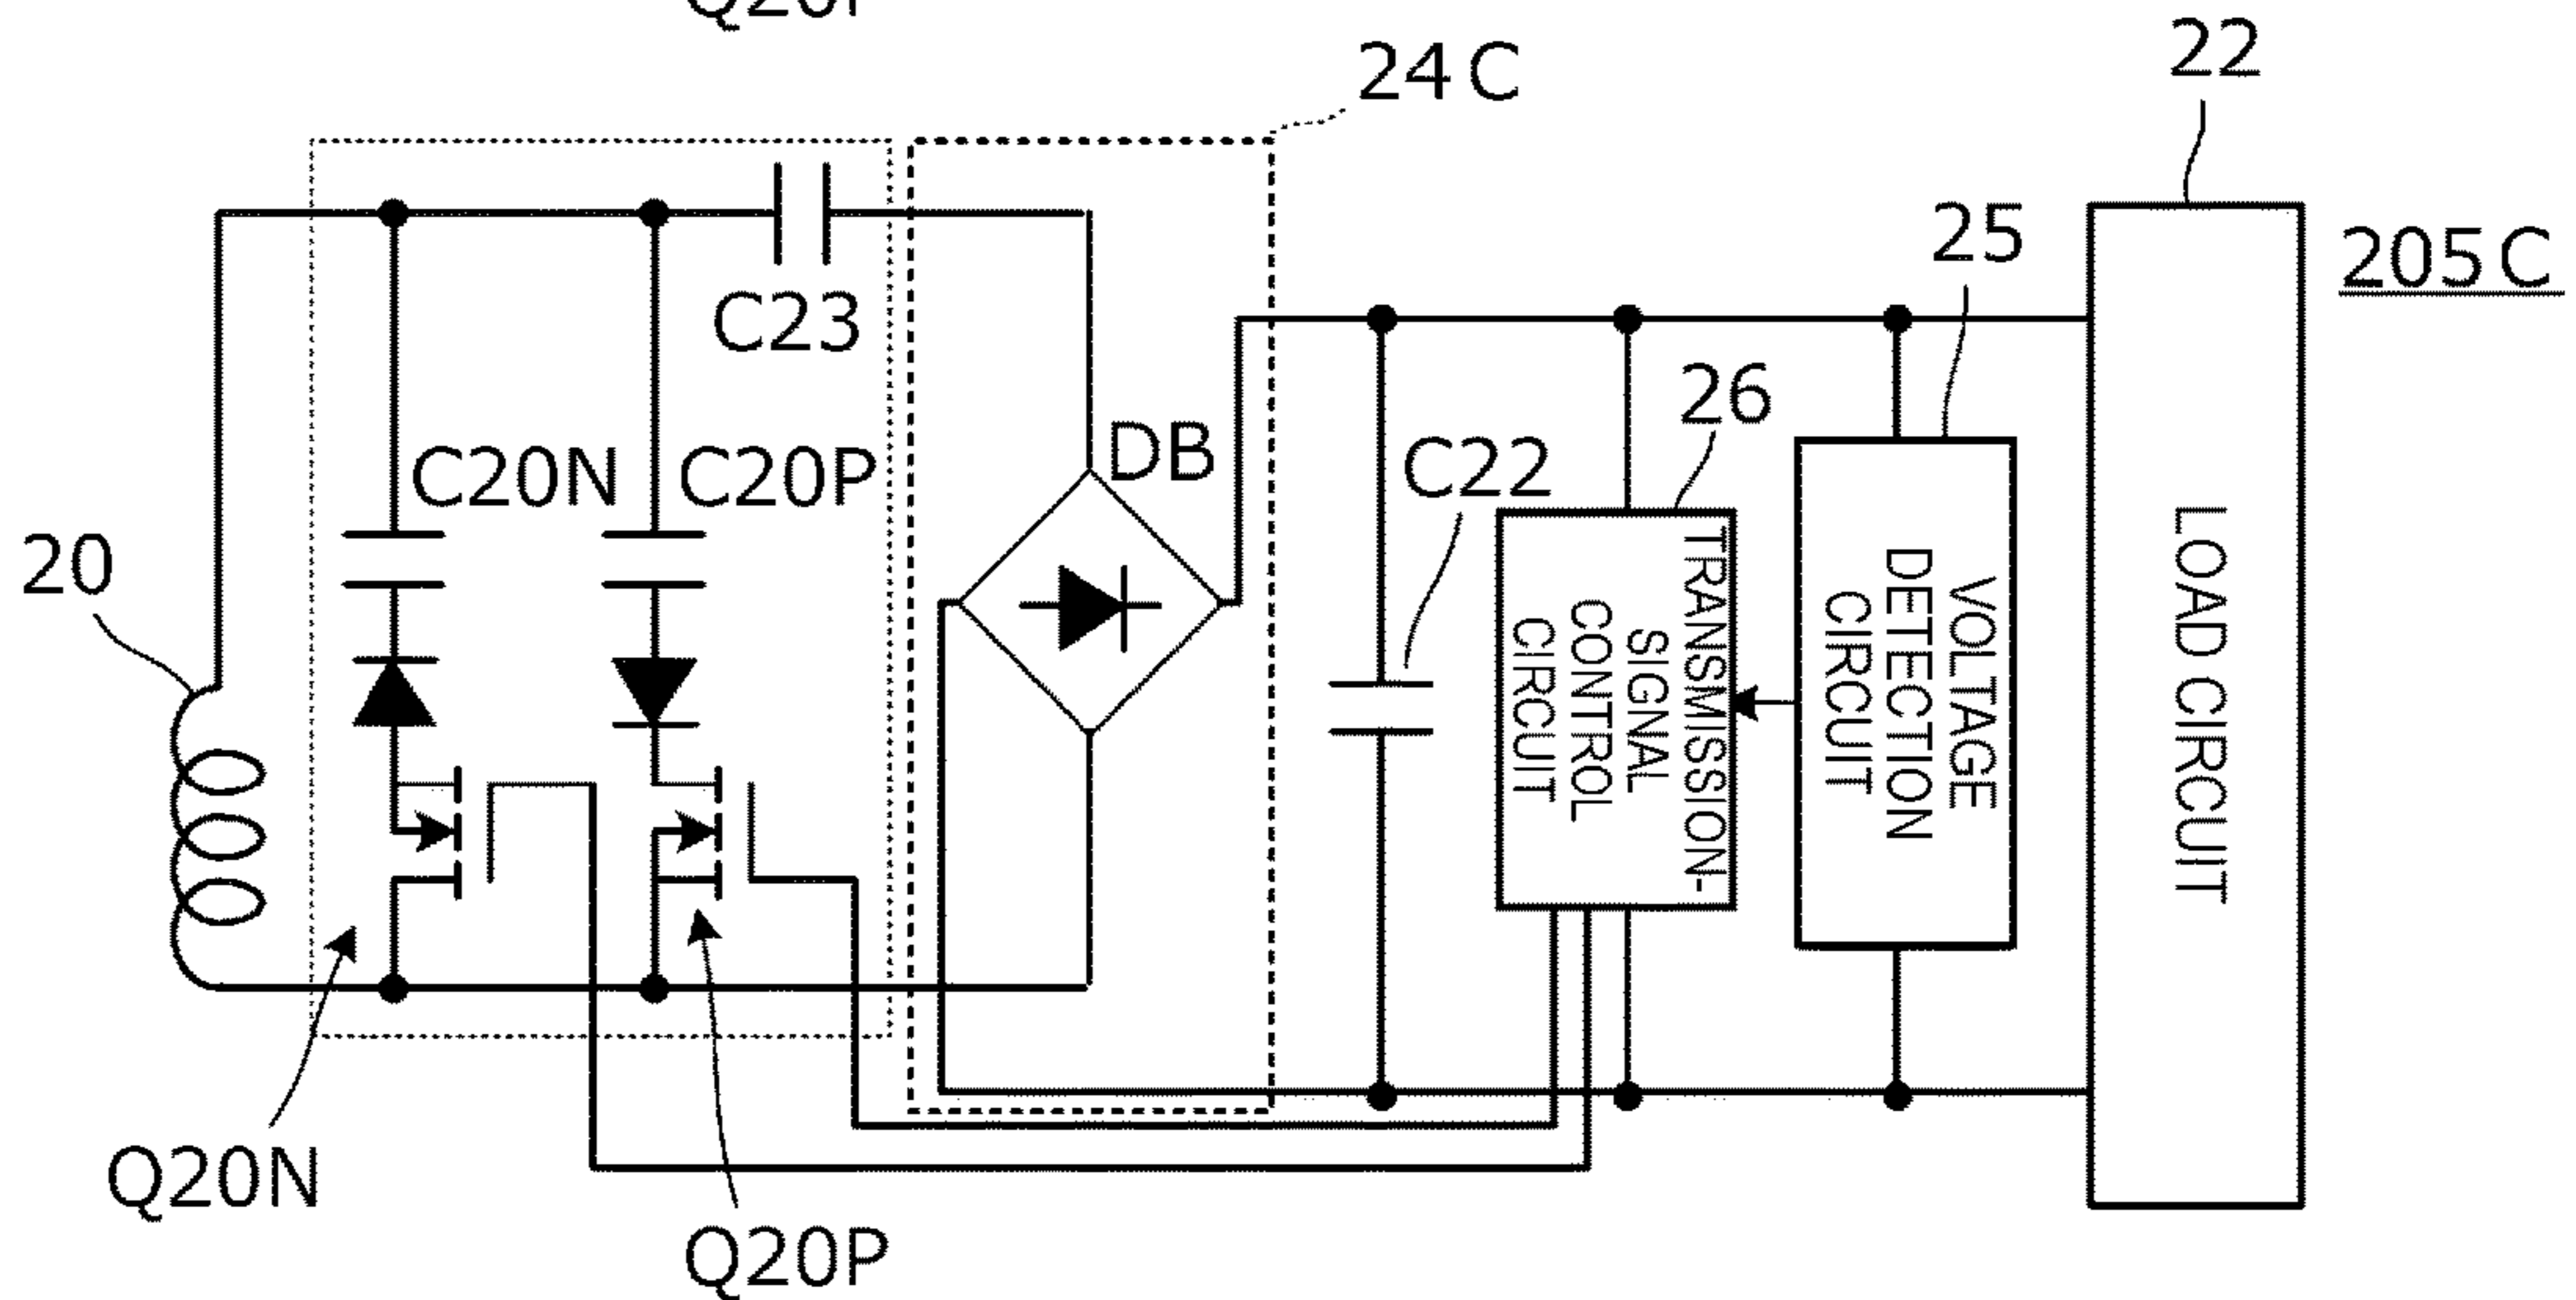 Q20P
24C
22
205C
25
26
C23
C20N
C20P
DB
C22
20
TRANSMISSION-
SIGNAL
CONTROL
CIRCUIT
VOLTAGE
DETECTION
CIRCUIT
LOAD CIRCUIT
Q20N
Q20P